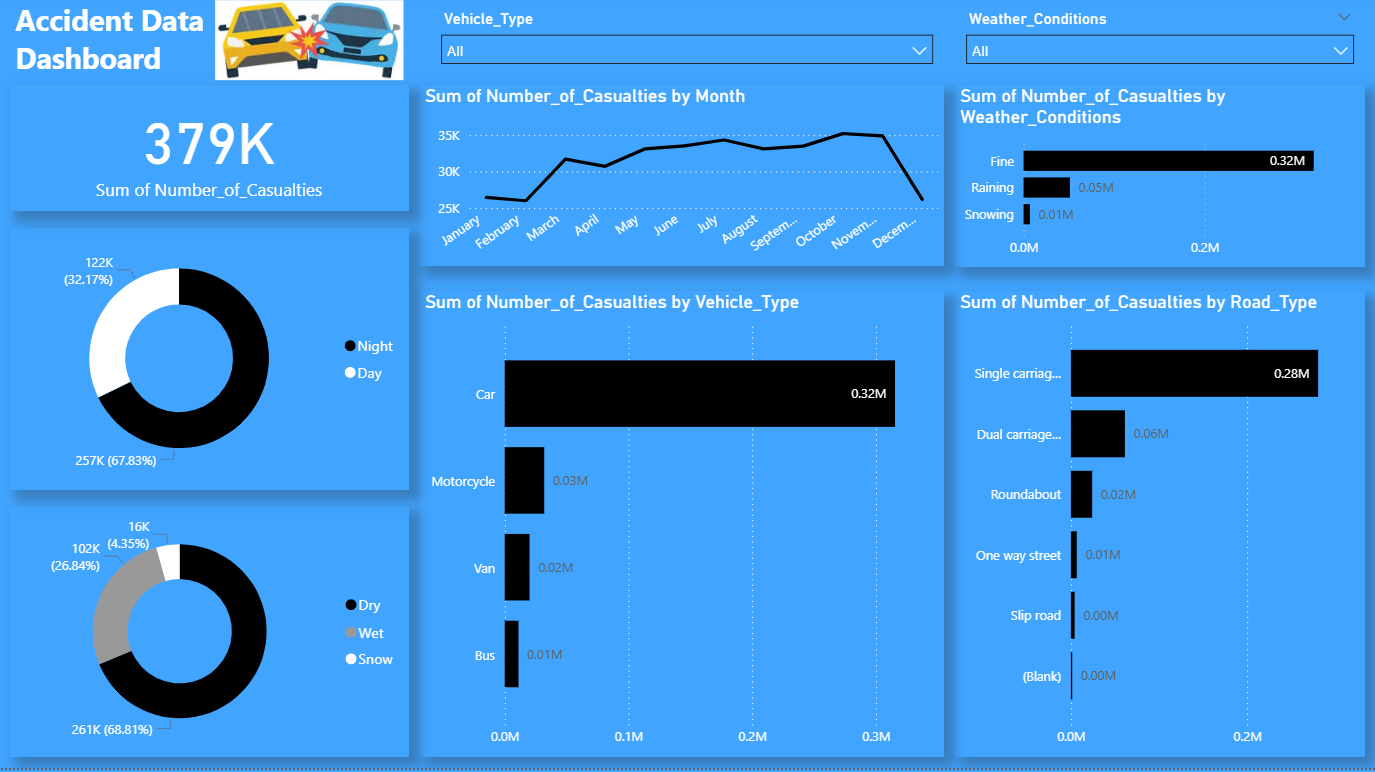 Accident Data
Dashboard
Vehicle_Type
All
Weather_Conditions
All
379K
Sum of Number_of_Casualties
Sum of Number_of_Casualties by Month
35K
30K
25K
January
February
March
April
May
June
July
August
Septem...
October
Novem...
Decem...
Sum of Number_of_Casualties by
Weather_Conditions
Fine
0.32M
Raining
0.05M
Snowing
0.01M
0.0M
0.2M
122K
(32.17%)
257K (67.83%)
Night
Day
16K
(4.35%)
102K
(26.84%)
261K (68.81%)
Dry
Wet
Snow
Sum of Number_of_Casualties by Vehicle_Type
Car
0.32M
Motorcycle
0.03M
Van
0.02M
Bus
0.01M
0.0M
0.1M
0.2M
0.3M
Sum of Number_of_Casualties by Road_Type
Single carriag...
0.28M
Dual carriage...
0.06M
Roundabout
0.02M
One way street
0.01M
Slip road
0.00M
(Blank)
0.00M
0.0M
0.2M